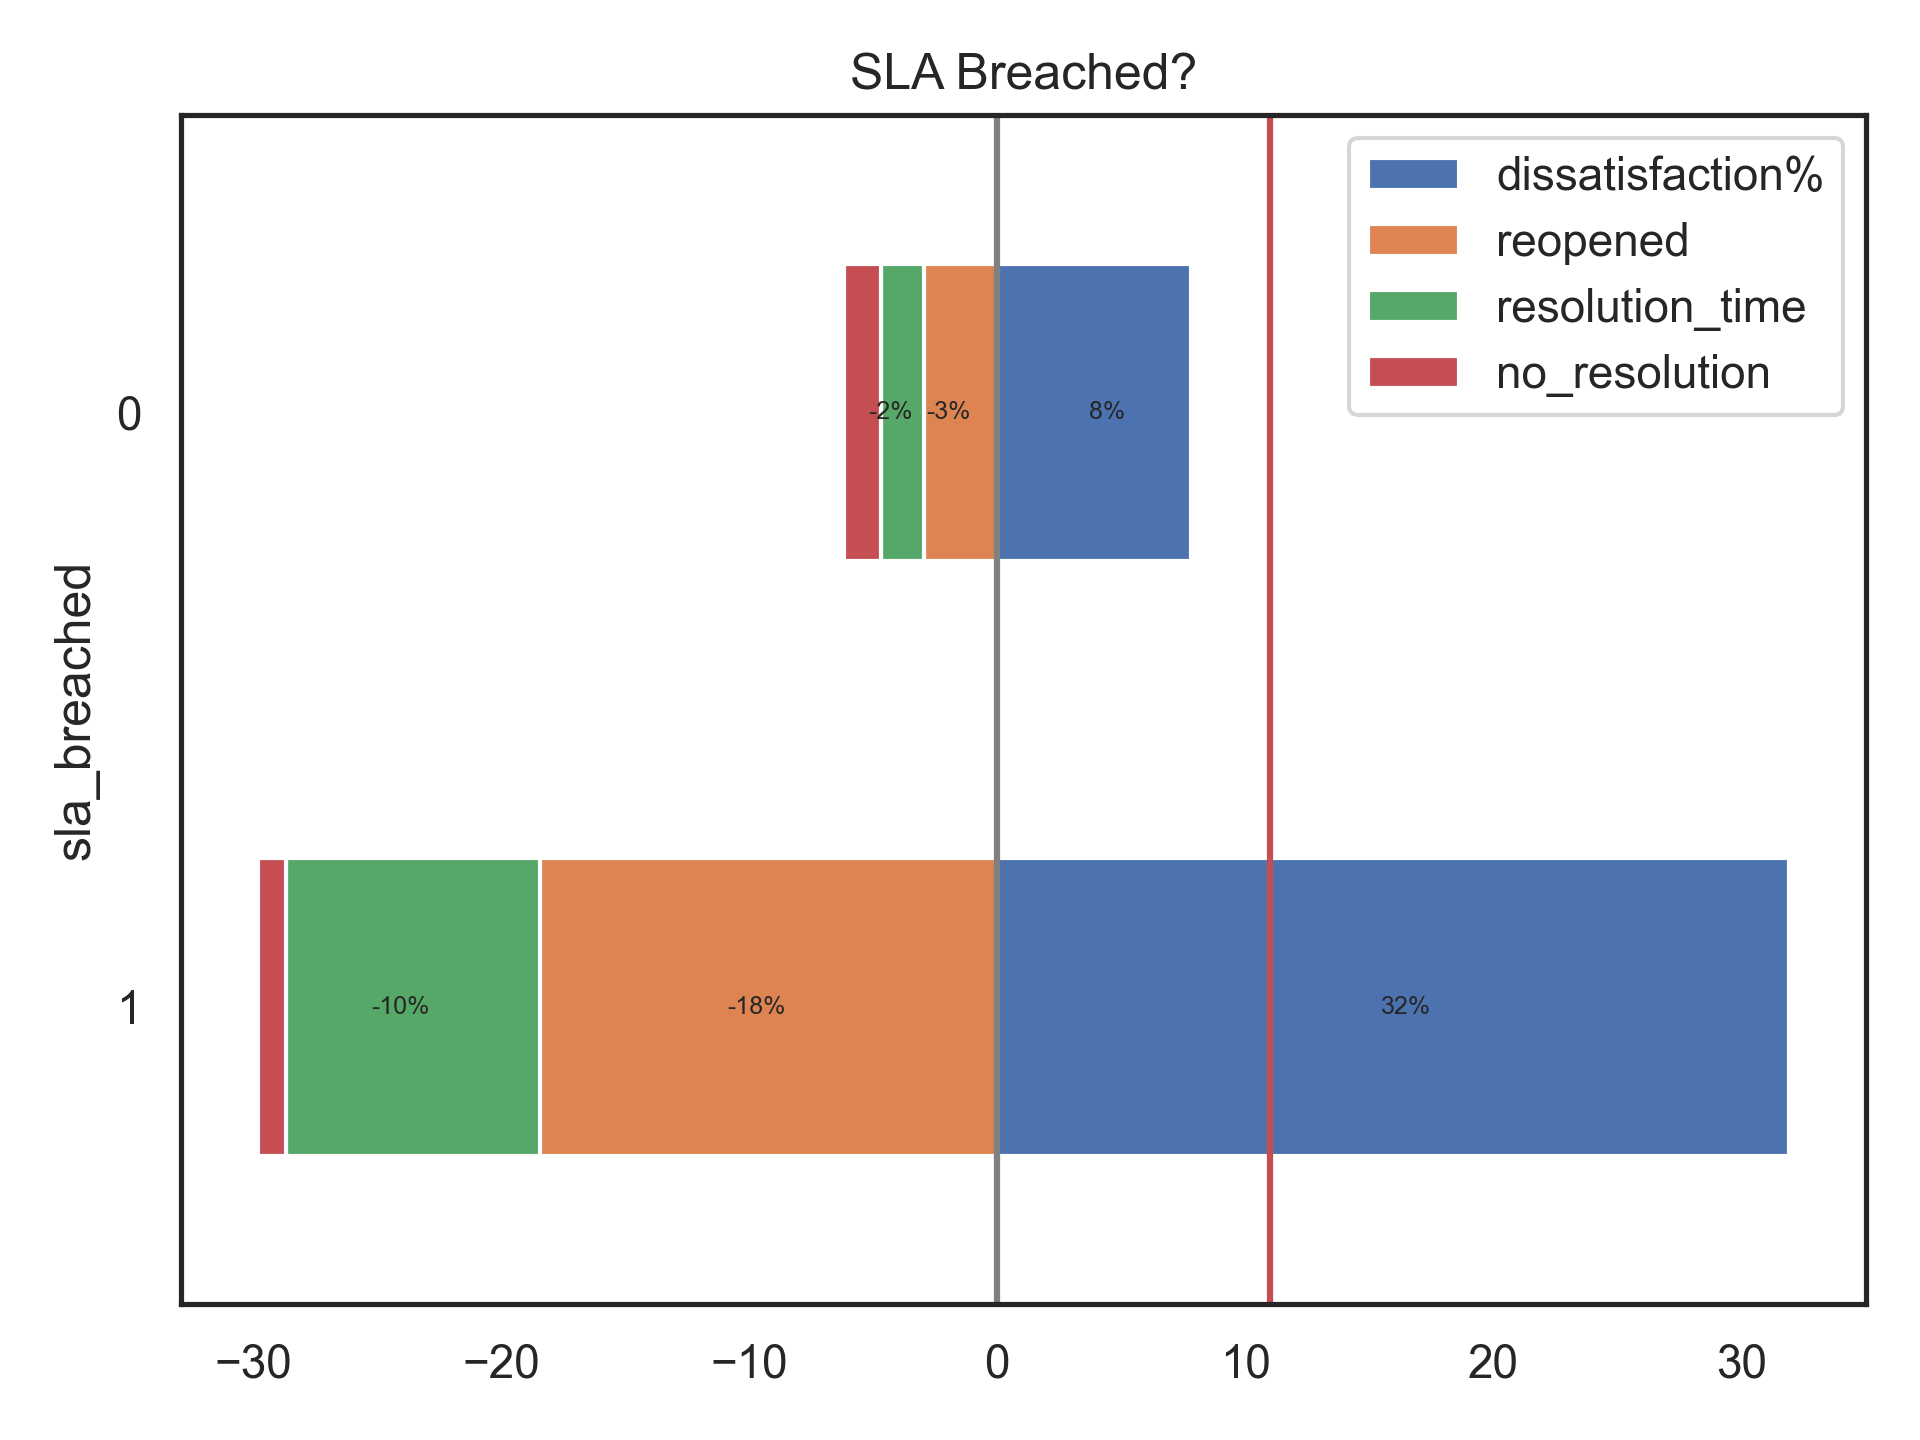 SLA Breached?
dissatisfaction%
reopened
resolution_time
no_resolution
sla_breached
0
-2% -3% 8%
1
-10% -18% 32%
−30 −20 −10 0 10 20 30